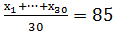 x₁+⋯+x₃₀
30
= 85